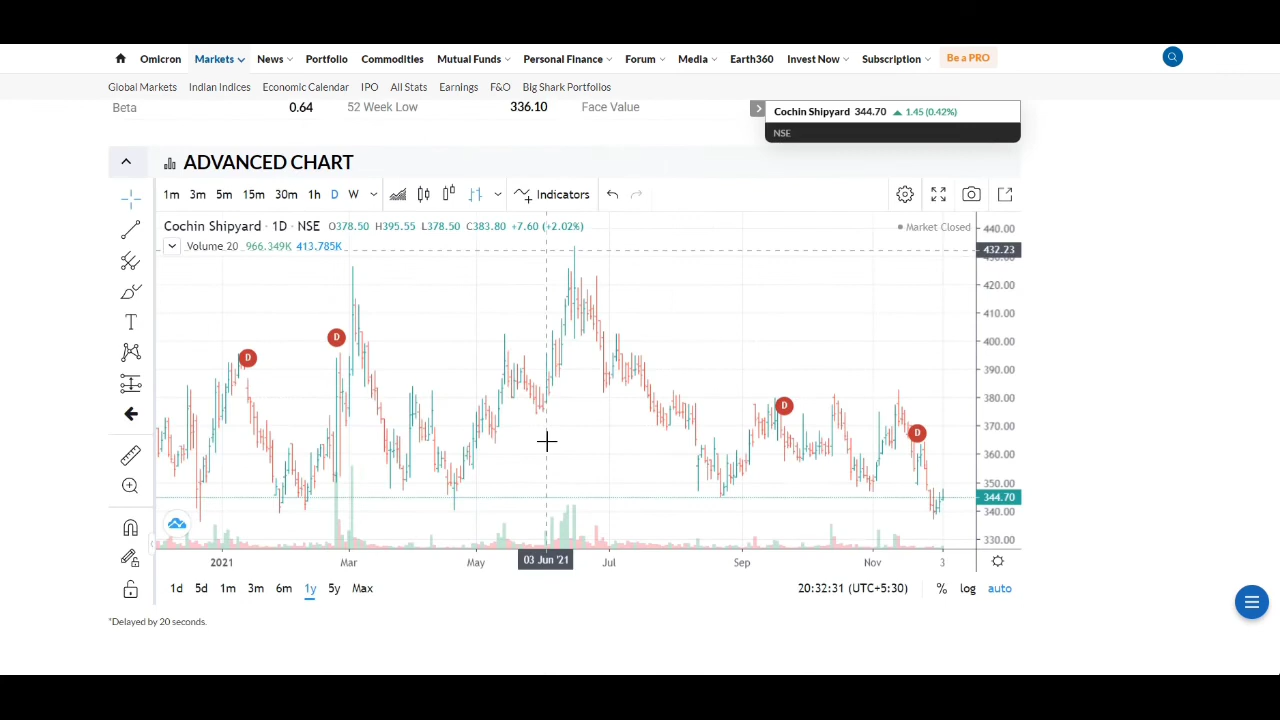 Omicron Markets News Portfolio Commodities Mutual Funds Personal Finance Forum Media Earth360 Invest Now Subscription Be a PRO
Global Markets Indian Indices Economic Calendar IPO All Stats Earnings F&O Big Shark Portfolios
Beta 0.64 52 Week Low 336.10 Face Value
Cochin Shipyard 344.70 1.45 (0.42%)
NSE
ADVANCED CHART
1m 3m 5m 15m 30m 1h D W Indicators
Cochin Shipyard · 1D · NSE O378.50 H395.55 L378.50 C383.80 +7.60 (+2.02%)
Market Closed
Volume 20 966.349K 413.785K
440.00
432.23
420.00
410.00
400.00
390.00
380.00
370.00
360.00
350.00
344.70
340.00
330.00
D
D
D
D
T
2021 Mar May 03 Jun '21 Jul Sep Nov 3
1d 5d 1m 3m 6m 1y 5y Max 20:32:31 (UTC+5:30) % log auto
*Delayed by 20 seconds.